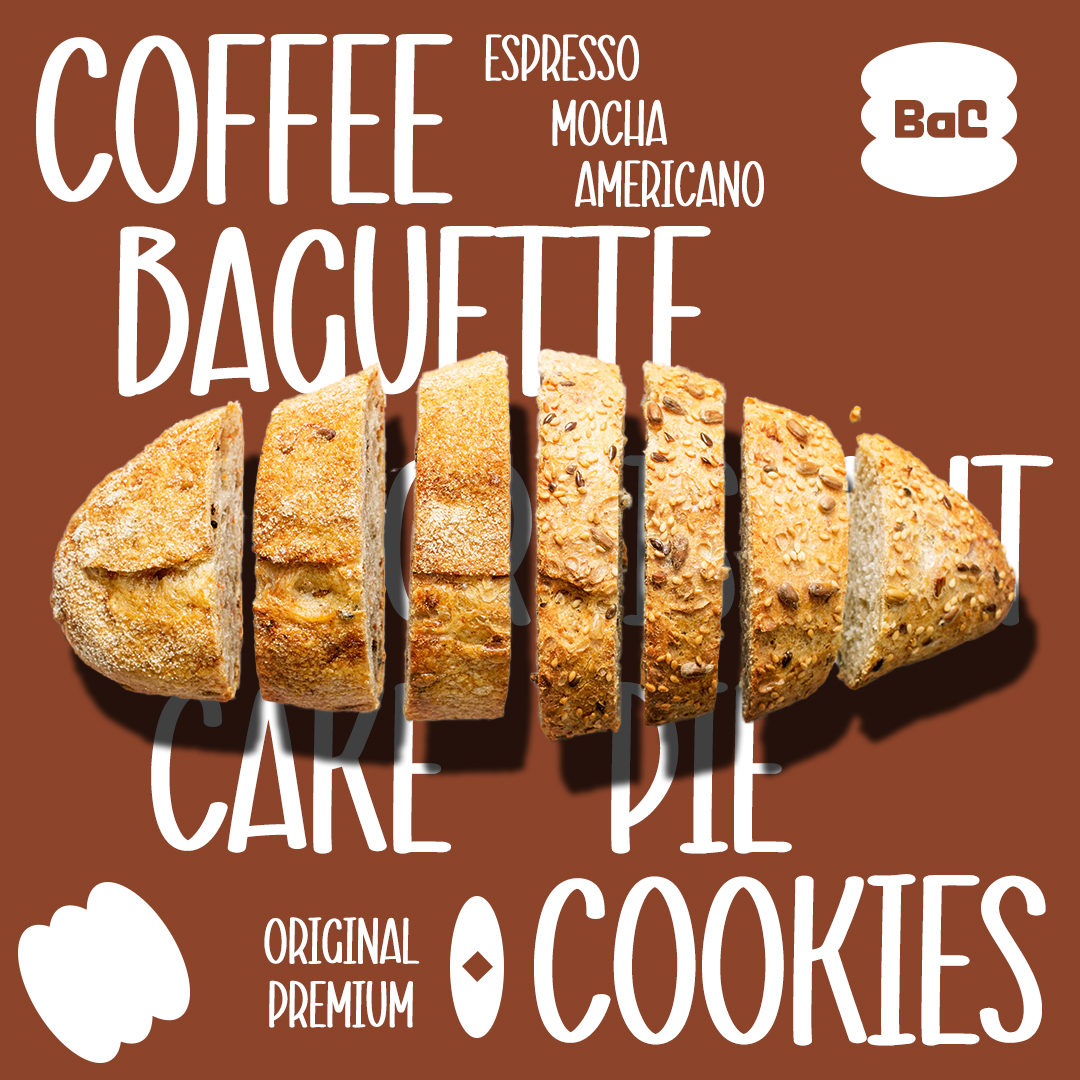 COFFEE
ESPRESSO
MOCHA
AMERICANO
BaC
BAGUETTE
CAKE PIE
ORIGINAL
PREMIUM
COOKIES